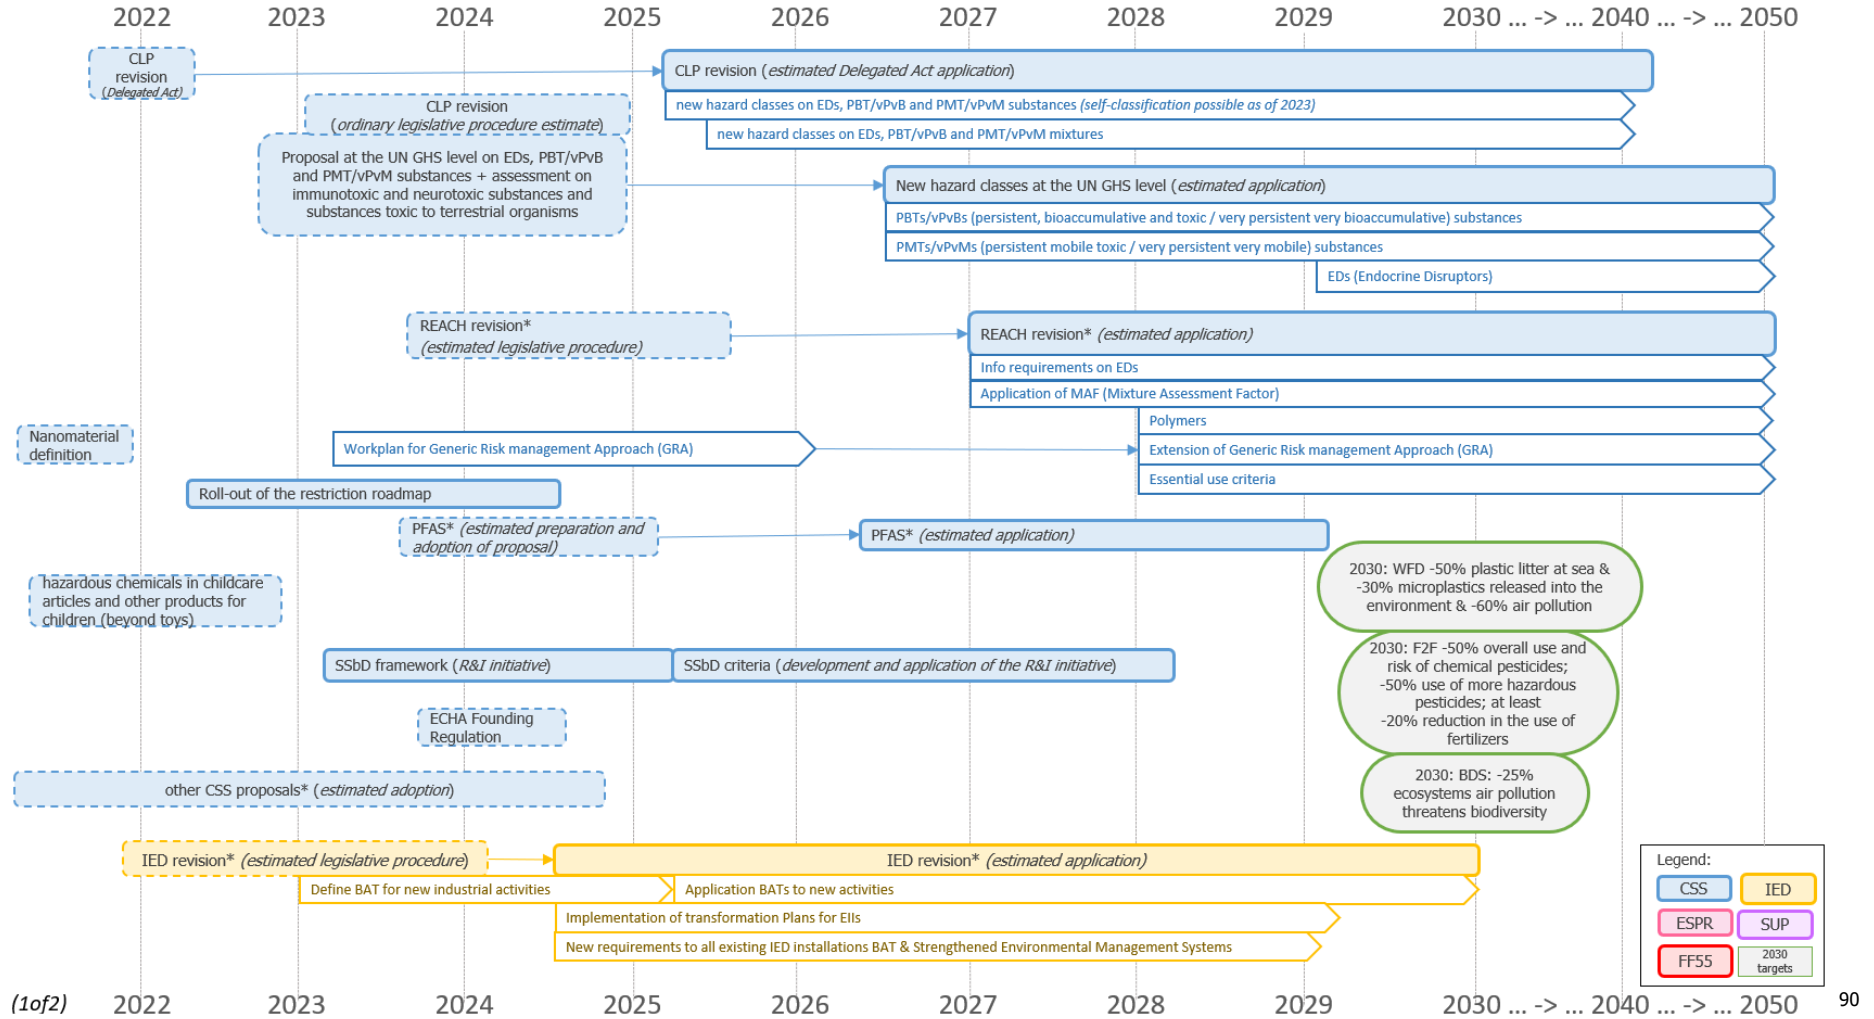 2022 2023 2024 2025 2026 2027 2028 2029 2030 ... -> ... 2040 ... -> ... 2050
CLP
revision
(Delegated Act)
CLP revision (estimated Delegated Act application)
new hazard classes on EDs, PBT/vPvB and PMT/vPvM substances (self-classification possible as of 2023)
CLP revision
(ordinary legislative procedure estimate)
new hazard classes on EDs, PBT/vPvB and PMT/vPvM mixtures
Proposal at the UN GHS level on EDs, PBT/vPvB
and PMT/vPvM substances + assessment on
immunotoxic and neurotoxic substances and
substances toxic to terrestrial organisms
New hazard classes at the UN GHS level (estimated application)
PBTs/vPvBs (persistent, bioaccumulative and toxic / very persistent very bioaccumulative) substances
PMTs/vPvMs (persistent mobile toxic / very persistent very mobile) substances
EDs (Endocrine Disruptors)
REACH revision*
(estimated legislative procedure)
REACH revision* (estimated application)
Info requirements on EDs
Application of MAF (Mixture Assessment Factor)
Polymers
Nanomaterial
definition
Workplan for Generic Risk management Approach (GRA)
Extension of Generic Risk management Approach (GRA)
Essential use criteria
Roll-out of the restriction roadmap
PFAS* (estimated preparation and
adoption of proposal)
PFAS* (estimated application)
2030: WFD -50% plastic litter at sea &
-30% microplastics released into the
environment & -60% air pollution
hazardous chemicals in childcare
articles and other products for
children (beyond toys)
SSbD framework (R&I initiative)
SSbD criteria (development and application of the R&I initiative)
2030: F2F -50% overall use and
risk of chemical pesticides;
-50% use of more hazardous
pesticides; at least
-20% reduction in the use of
fertilizers
ECHA Founding
Regulation
other CSS proposals* (estimated adoption)
2030: BDS: -25%
ecosystems air pollution
threatens biodiversity
IED revision* (estimated legislative procedure)
IED revision* (estimated application)
Define BAT for new industrial activities
Application BATs to new activities
Implementation of transformation Plans for EIIs
New requirements to all existing IED installations BAT & Strengthened Environmental Management Systems
Legend:
CSS
IED
ESPR
SUP
FF55
2030
targets
(1of2)
2022 2023 2024 2025 2026 2027 2028 2029 2030 ... -> ... 2040 ... -> ... 2050
90